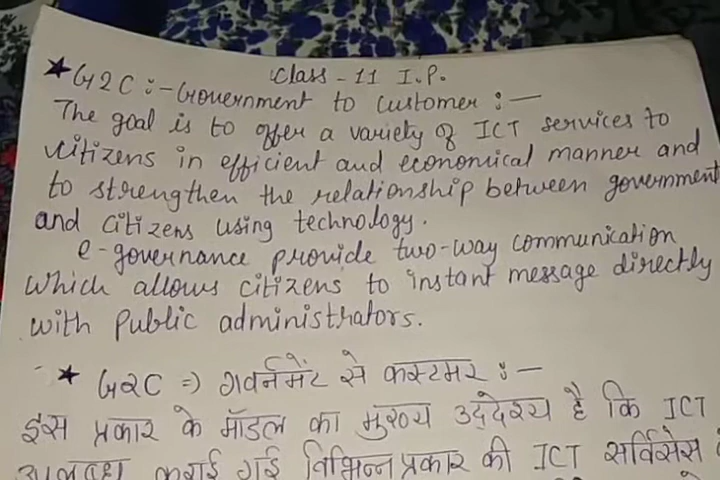 Class - 11 I.P.
★ G2C :- Government to Customer :—
The goal is to offer a variety of ICT services to
citizens in efficient and economical manner and
to strengthen the relationship between government
and citizens using technology.
e-governance provide two-way communication
which allows citizens to instant message directly
with Public administrators.
★ G2C => गवर्नमेंट से कस्टमर :—
इस प्रकार के मॉडल का मुख्य उद्देश्य है कि ICT
उपलब्ध कराई गई विभिन्न प्रकार की ICT सर्विसेस